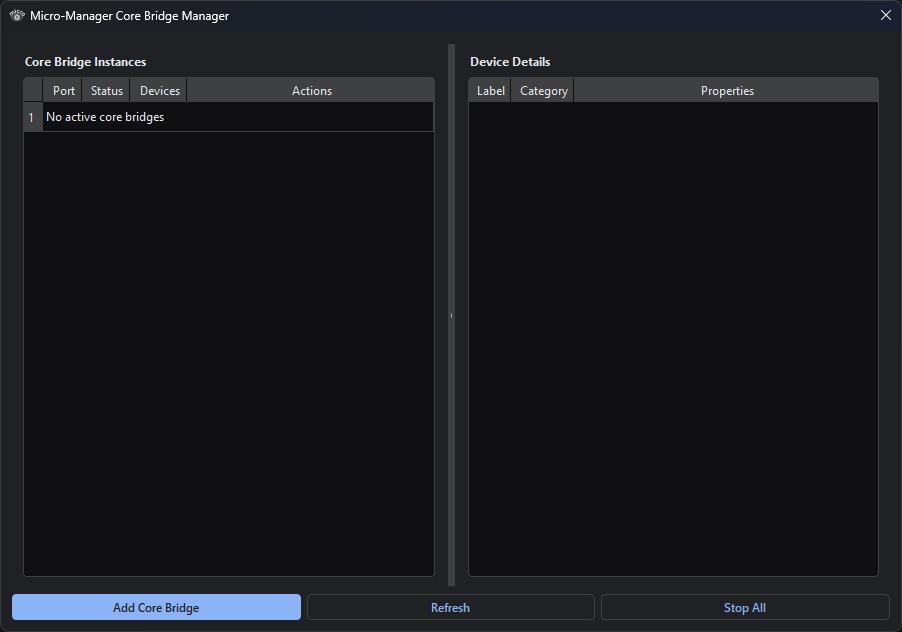 Micro-Manager Core Bridge Manager
Core Bridge Instances
Port Status Devices Actions
1 No active core bridges
Device Details
Label Category Properties
Add Core Bridge Refresh Stop All